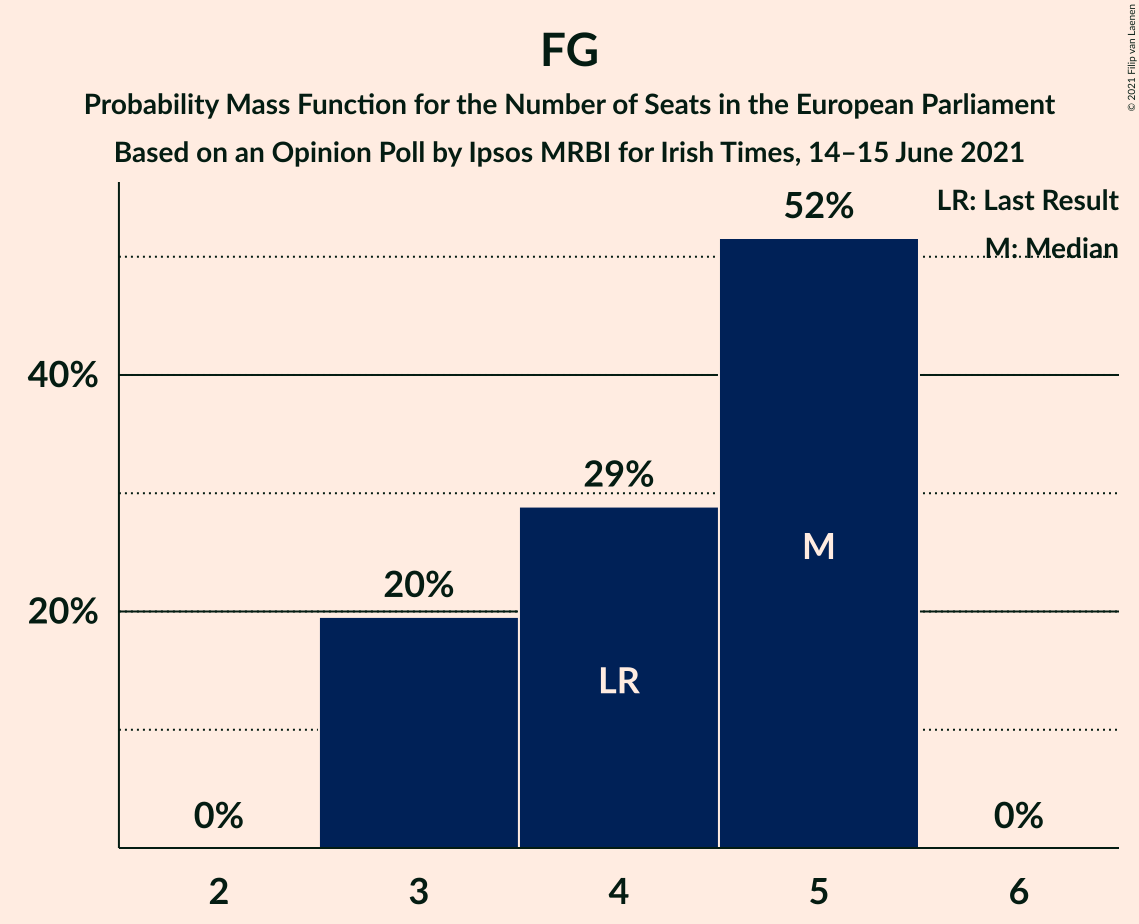 FG
Probability Mass Function for the Number of Seats in the European Parliament
Based on an Opinion Poll by Ipsos MRBI for Irish Times, 14–15 June 2021
© 2021 Filip van Laenen
LR: Last Result
M: Median
52%
40%
29%
M
20%
20%
LR
0%
0%
2
3
4
5
6